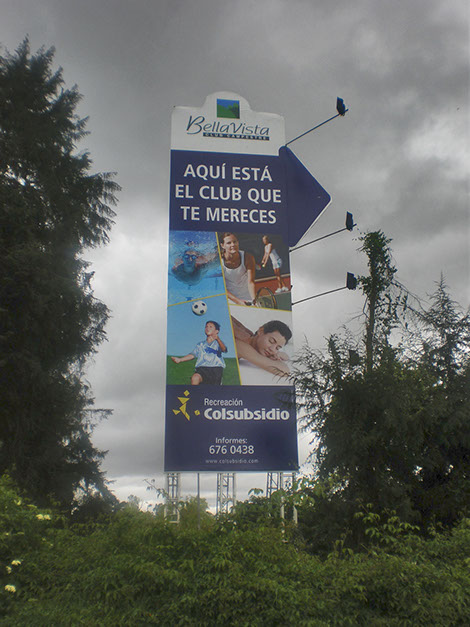 BellaVista
CLUB CAMPESTRE
AQUÍ ESTÁ
EL CLUB QUE
TE MERECES
Recreación
Colsubsidio
Informes:
676 0438
www.colsubsidio.com